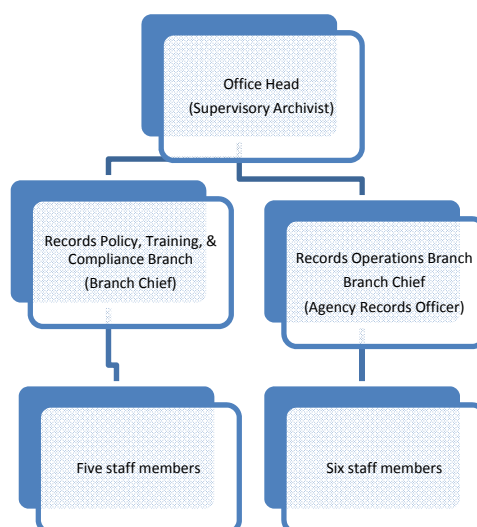 Office Head
(Supervisory Archivist)
Records Policy, Training, &
Compliance Branch
(Branch Chief)
Records Operations Branch
Branch Chief
(Agency Records Officer)
Five staff members
Six staff members